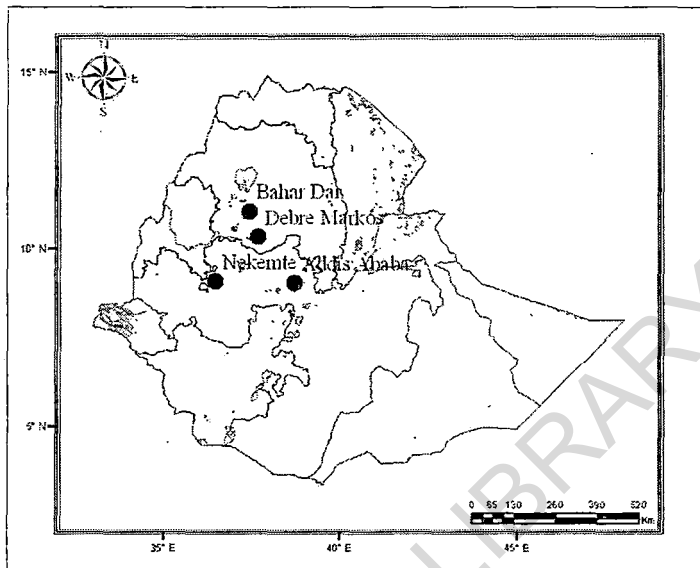 N
W E
S
15° N
10° N
5° N
Bahar Dar
Debre Markos
Nekemte Addis Ababa
0 65 130 260 390 520
Km
35° E 40° E 45° E
LIBRARY